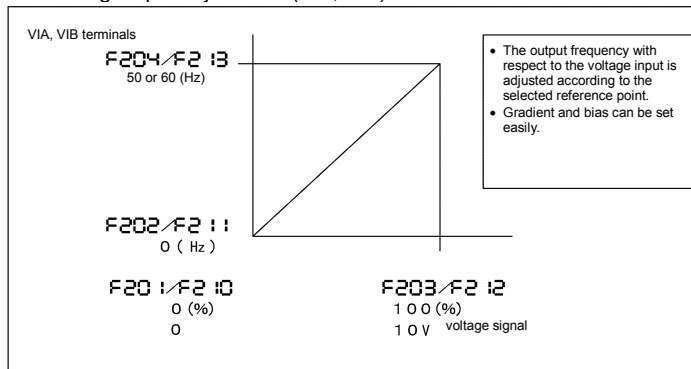 VIA, VIB terminals
F204/F213
50 or 60 (Hz)
F202/F211
0 (Hz)
F201/F210
0 (%)
0
F203/F212
100(%)
10V voltage signal
• The output frequency with
respect to the voltage input is
adjusted according to the
selected reference point.
• Gradient and bias can be set
easily.